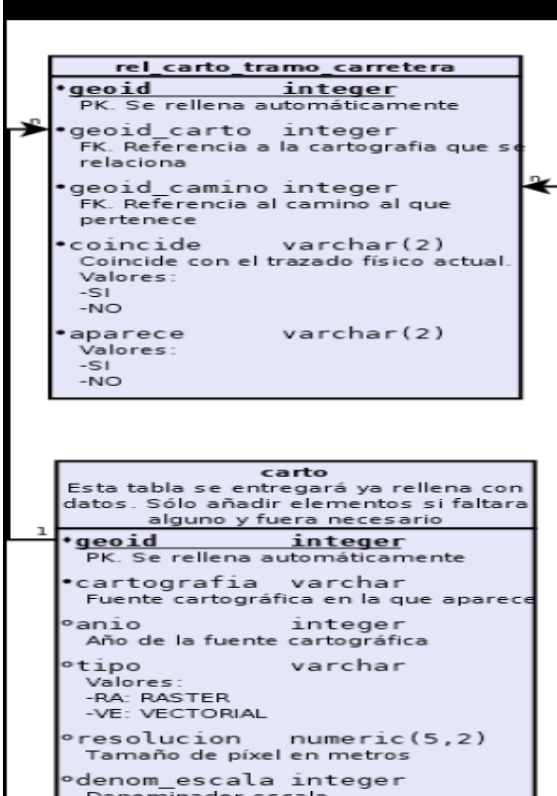 rel_carto_tramo_carretera
•geoid integer
PK. Se rellena automáticamente
n
•geoid_carto integer
FK. Referencia a la cartografia que se
relaciona
n
•geoid_camino integer
FK. Referencia al camino al que
pertenece
•coincide varchar(2)
Coincide con el trazado físico actual.
Valores:
-SI
-NO
•aparece varchar(2)
Valores:
-SI
-NO
carto
Esta tabla se entregará ya rellena con
datos. Sólo añadir elementos si faltara
alguno y fuera necesario
1
•geoid integer
PK. Se rellena automáticamente
•cartografia varchar
Fuente cartográfica en la que aparece
°anio integer
Año de la fuente cartográfica
°tipo varchar
Valores:
-RA: RASTER
-VE: VECTORIAL
°resolucion numeric(5,2)
Tamaño de píxel en metros
°denom_escala integer
Denominador escala